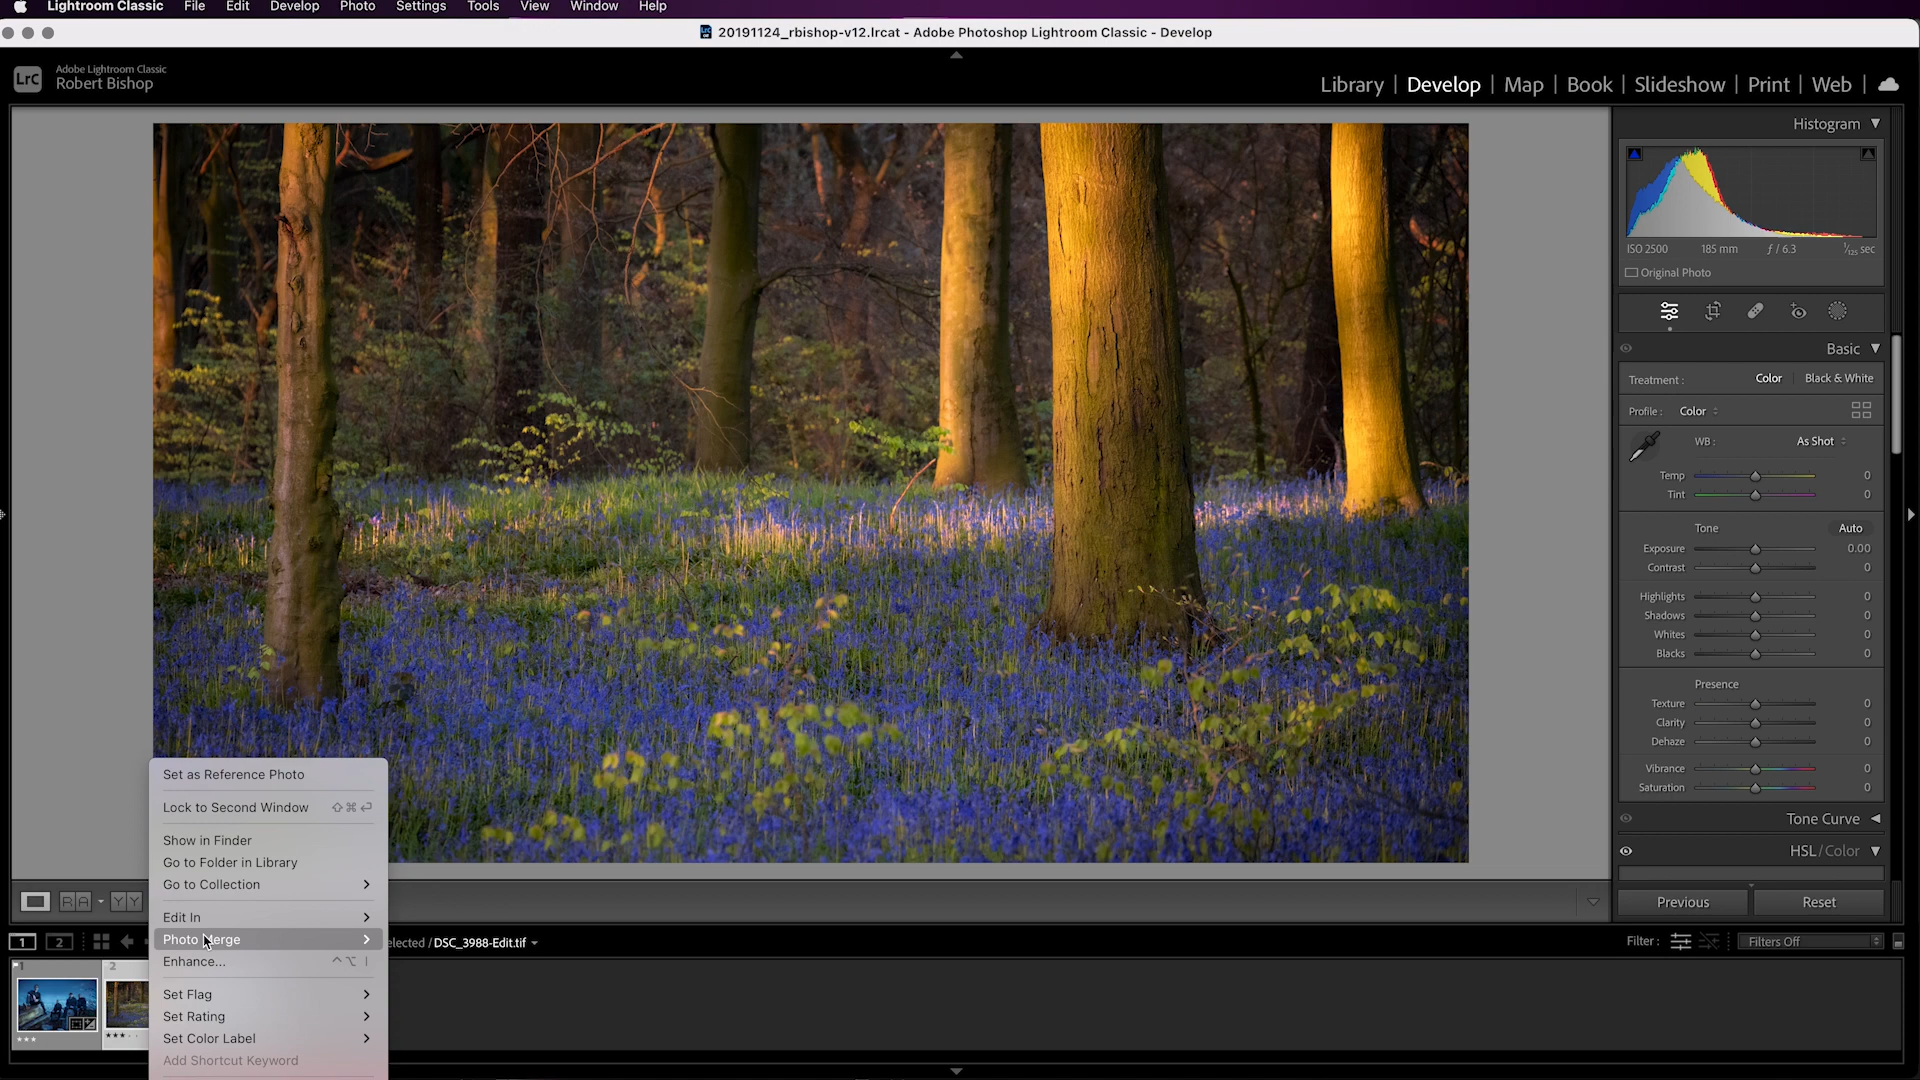 Lightroom Classic File Edit Develop Photo Settings Tools View Window Help
20191124_rbishop-v12.lrcat - Adobe Photoshop Lightroom Classic - Develop
LrC
Adobe Lightroom Classic
Robert Bishop
Library | Develop | Map | Book | Slideshow | Print | Web
Histogram
ISO 2500 185 mm ƒ / 6.3 1/125 sec
Original Photo
Basic
Treatment : Color Black & White
Profile : Color
WB : As Shot
Temp 0
Tint 0
Tone Auto
Exposure 0.00
Contrast 0
Highlights 0
Shadows 0
Whites 0
Blacks 0
Presence
Texture 0
Clarity 0
Dehaze 0
Vibrance 0
Saturation 0
Tone Curve
HSL / Color
Previous Reset
Set as Reference Photo
Lock to Second Window ⇧⌘⏎
Show in Finder
Go to Folder in Library
Go to Collection
Edit In
Photo Merge
Enhance... ^⌥ I
Set Flag
Set Rating
Set Color Label
Add Shortcut Keyword
R A Y Y
1 2
elected / DSC_3988-Edit.tif
Filter : Filters Off
1 2